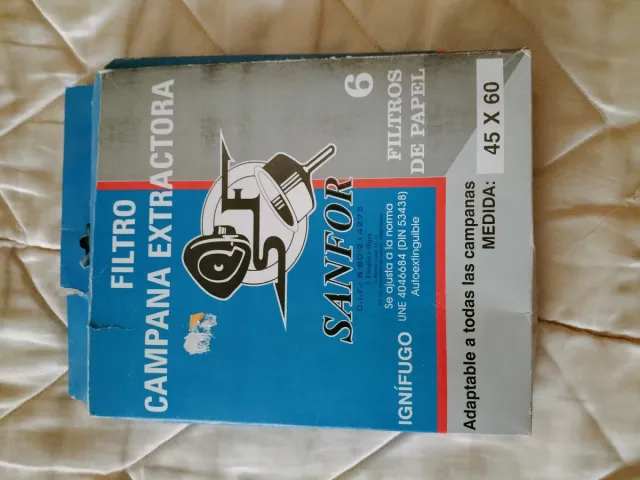 FILTRO
CAMPANA EXTRACTORA
6
FILTROS
DE PAPEL
SF
SANFOR
IGNÍFUGO
Se ajusta a la norma
UNE 4046684 (DIN 53438)
Autoextinguible
Adaptable a todas las campanas
MEDIDA: 45 X 60